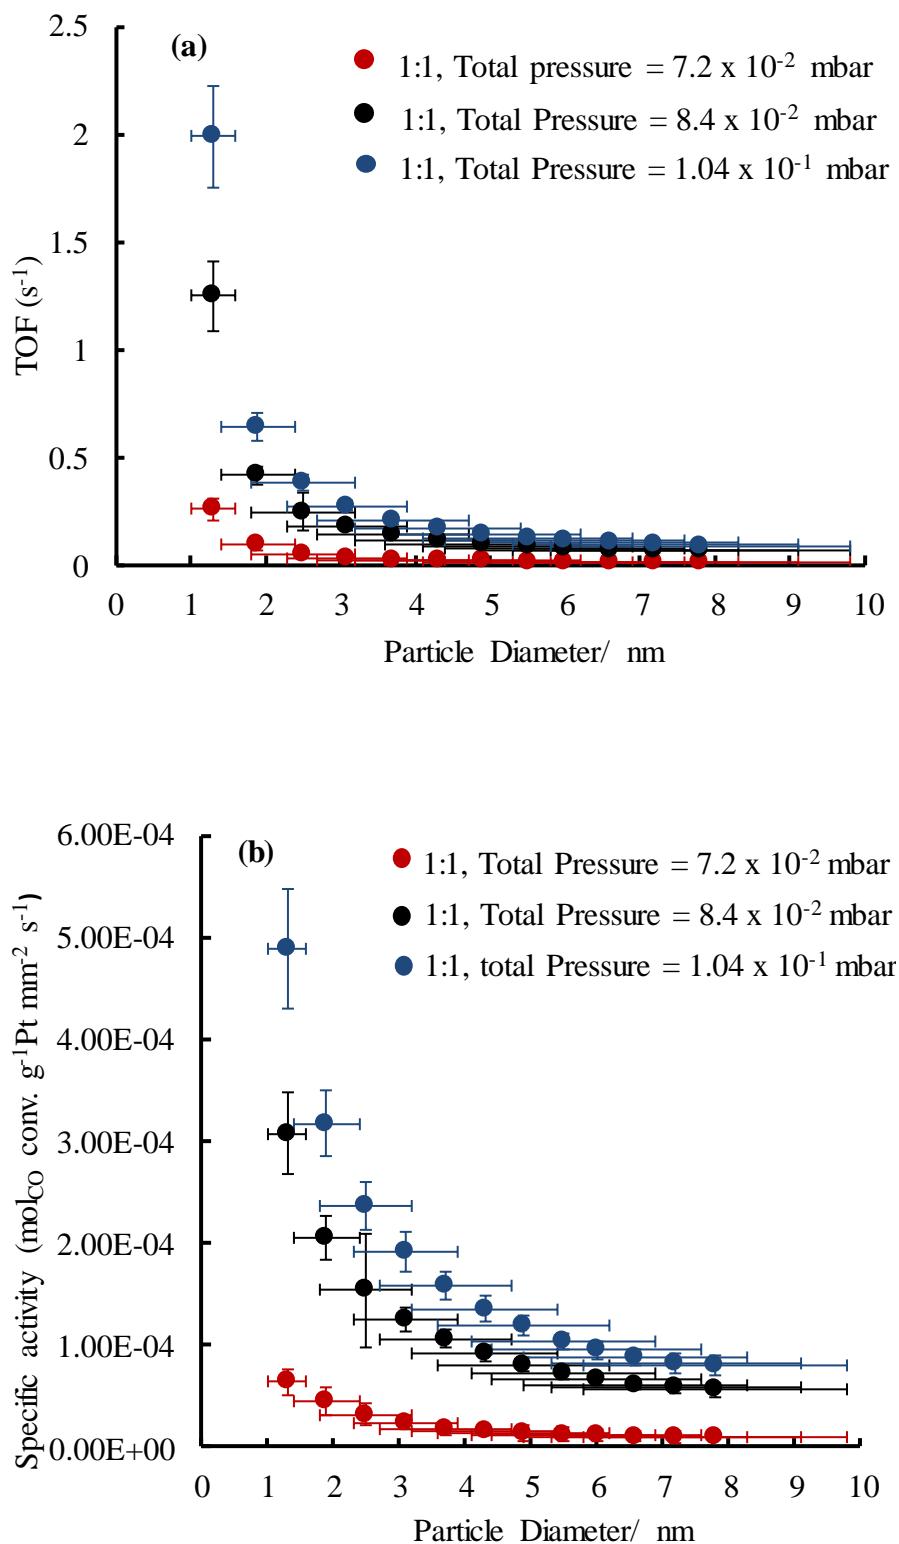 2.5
(a)
1:1, Total pressure = 7.2 x 10-2 mbar
1:1, Total Pressure = 8.4 x 10-2 mbar
1:1, Total Pressure = 1.04 x 10-1 mbar
2
1.5
1
0.5
0
TOF (s-1)
0 1 2 3 4 5 6 7 8 9 10
Particle Diameter/ nm
6.00E-04
(b)
1:1, Total Pressure = 7.2 x 10-2 mbar
1:1, Total Pressure = 8.4 x 10-2 mbar
1:1, total Pressure = 1.04 x 10-1 mbar
5.00E-04
4.00E-04
3.00E-04
2.00E-04
1.00E-04
0.00E+00
Specific activity (molCO conv. g-1Pt mm-2 s-1)
0 1 2 3 4 5 6 7 8 9 10
Particle Diameter/ nm